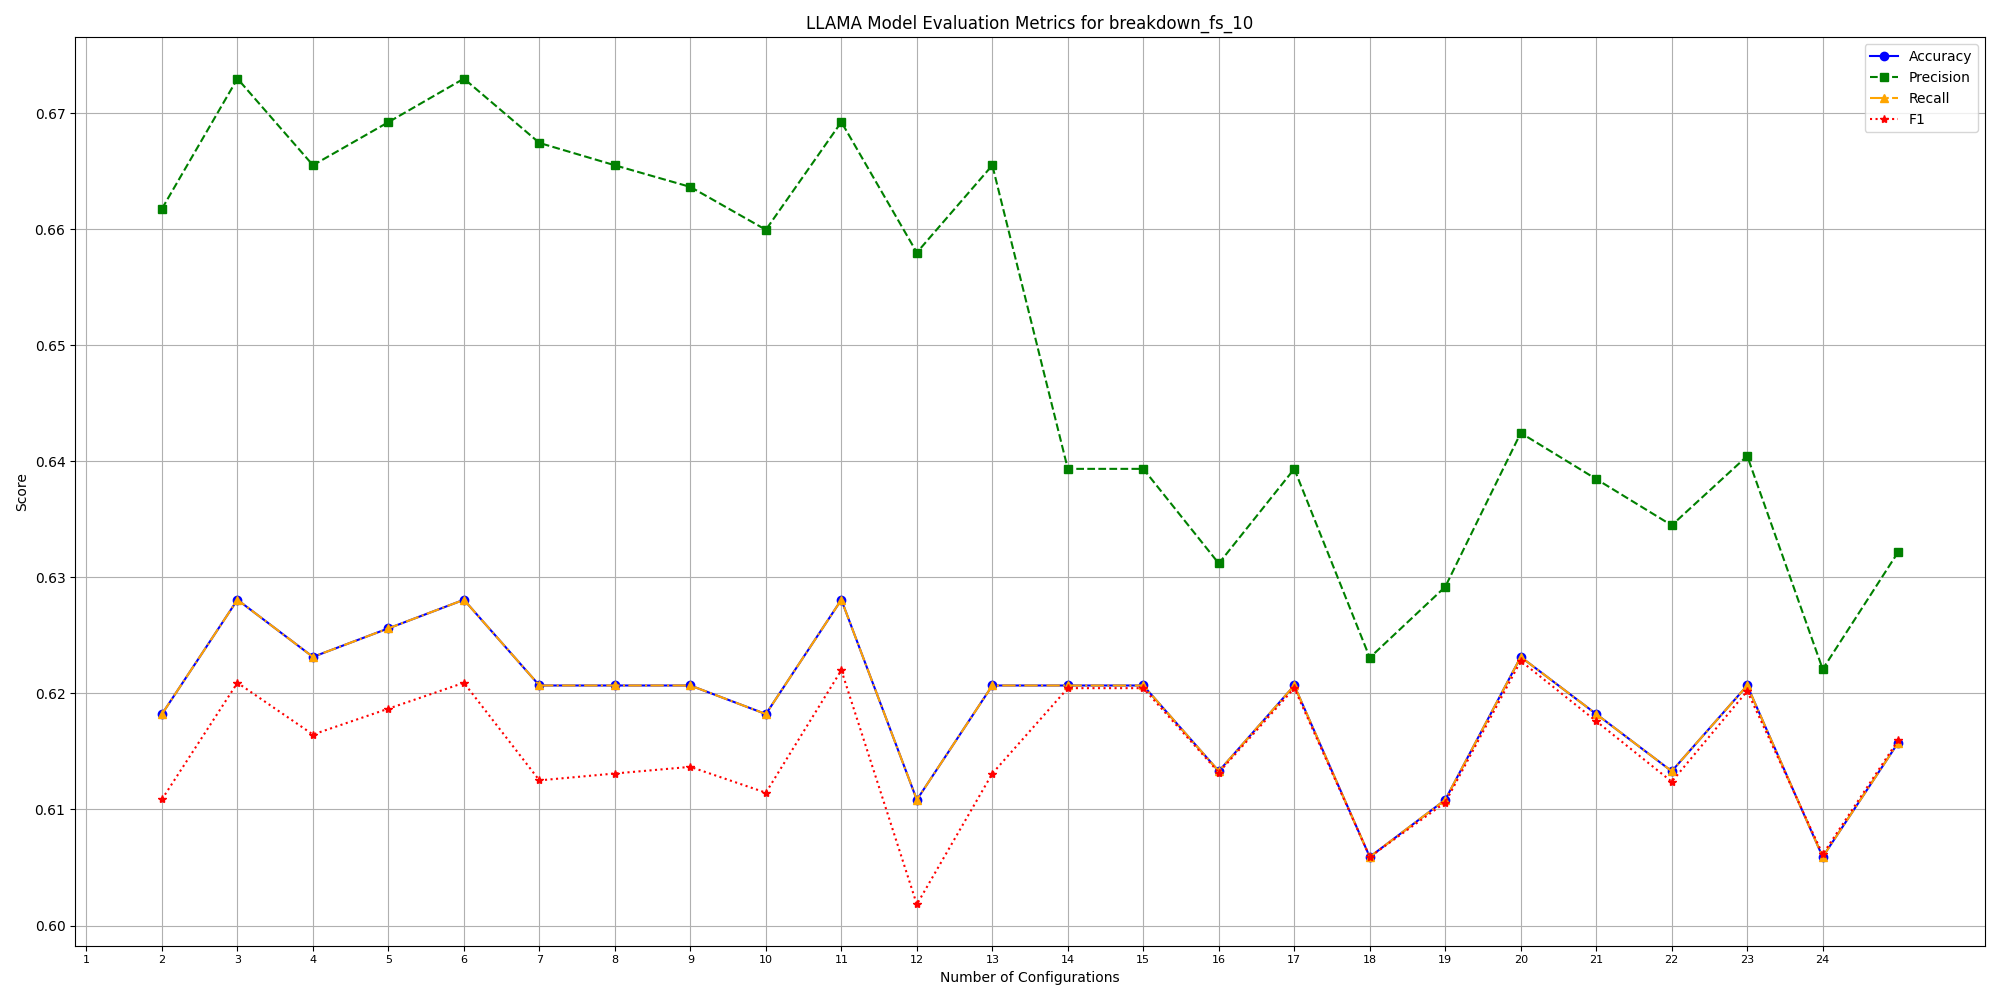 LLAMA Model Evaluation Metrics for breakdown_fs_10
Accuracy
Precision
Recall
F1
0.67
0.66
0.65
0.64
0.63
0.62
0.61
0.60
Score
1 2 3 4 5 6 7 8 9 10 11 12 13 14 15 16 17 18 19 20 21 22 23 24
Number of Configurations